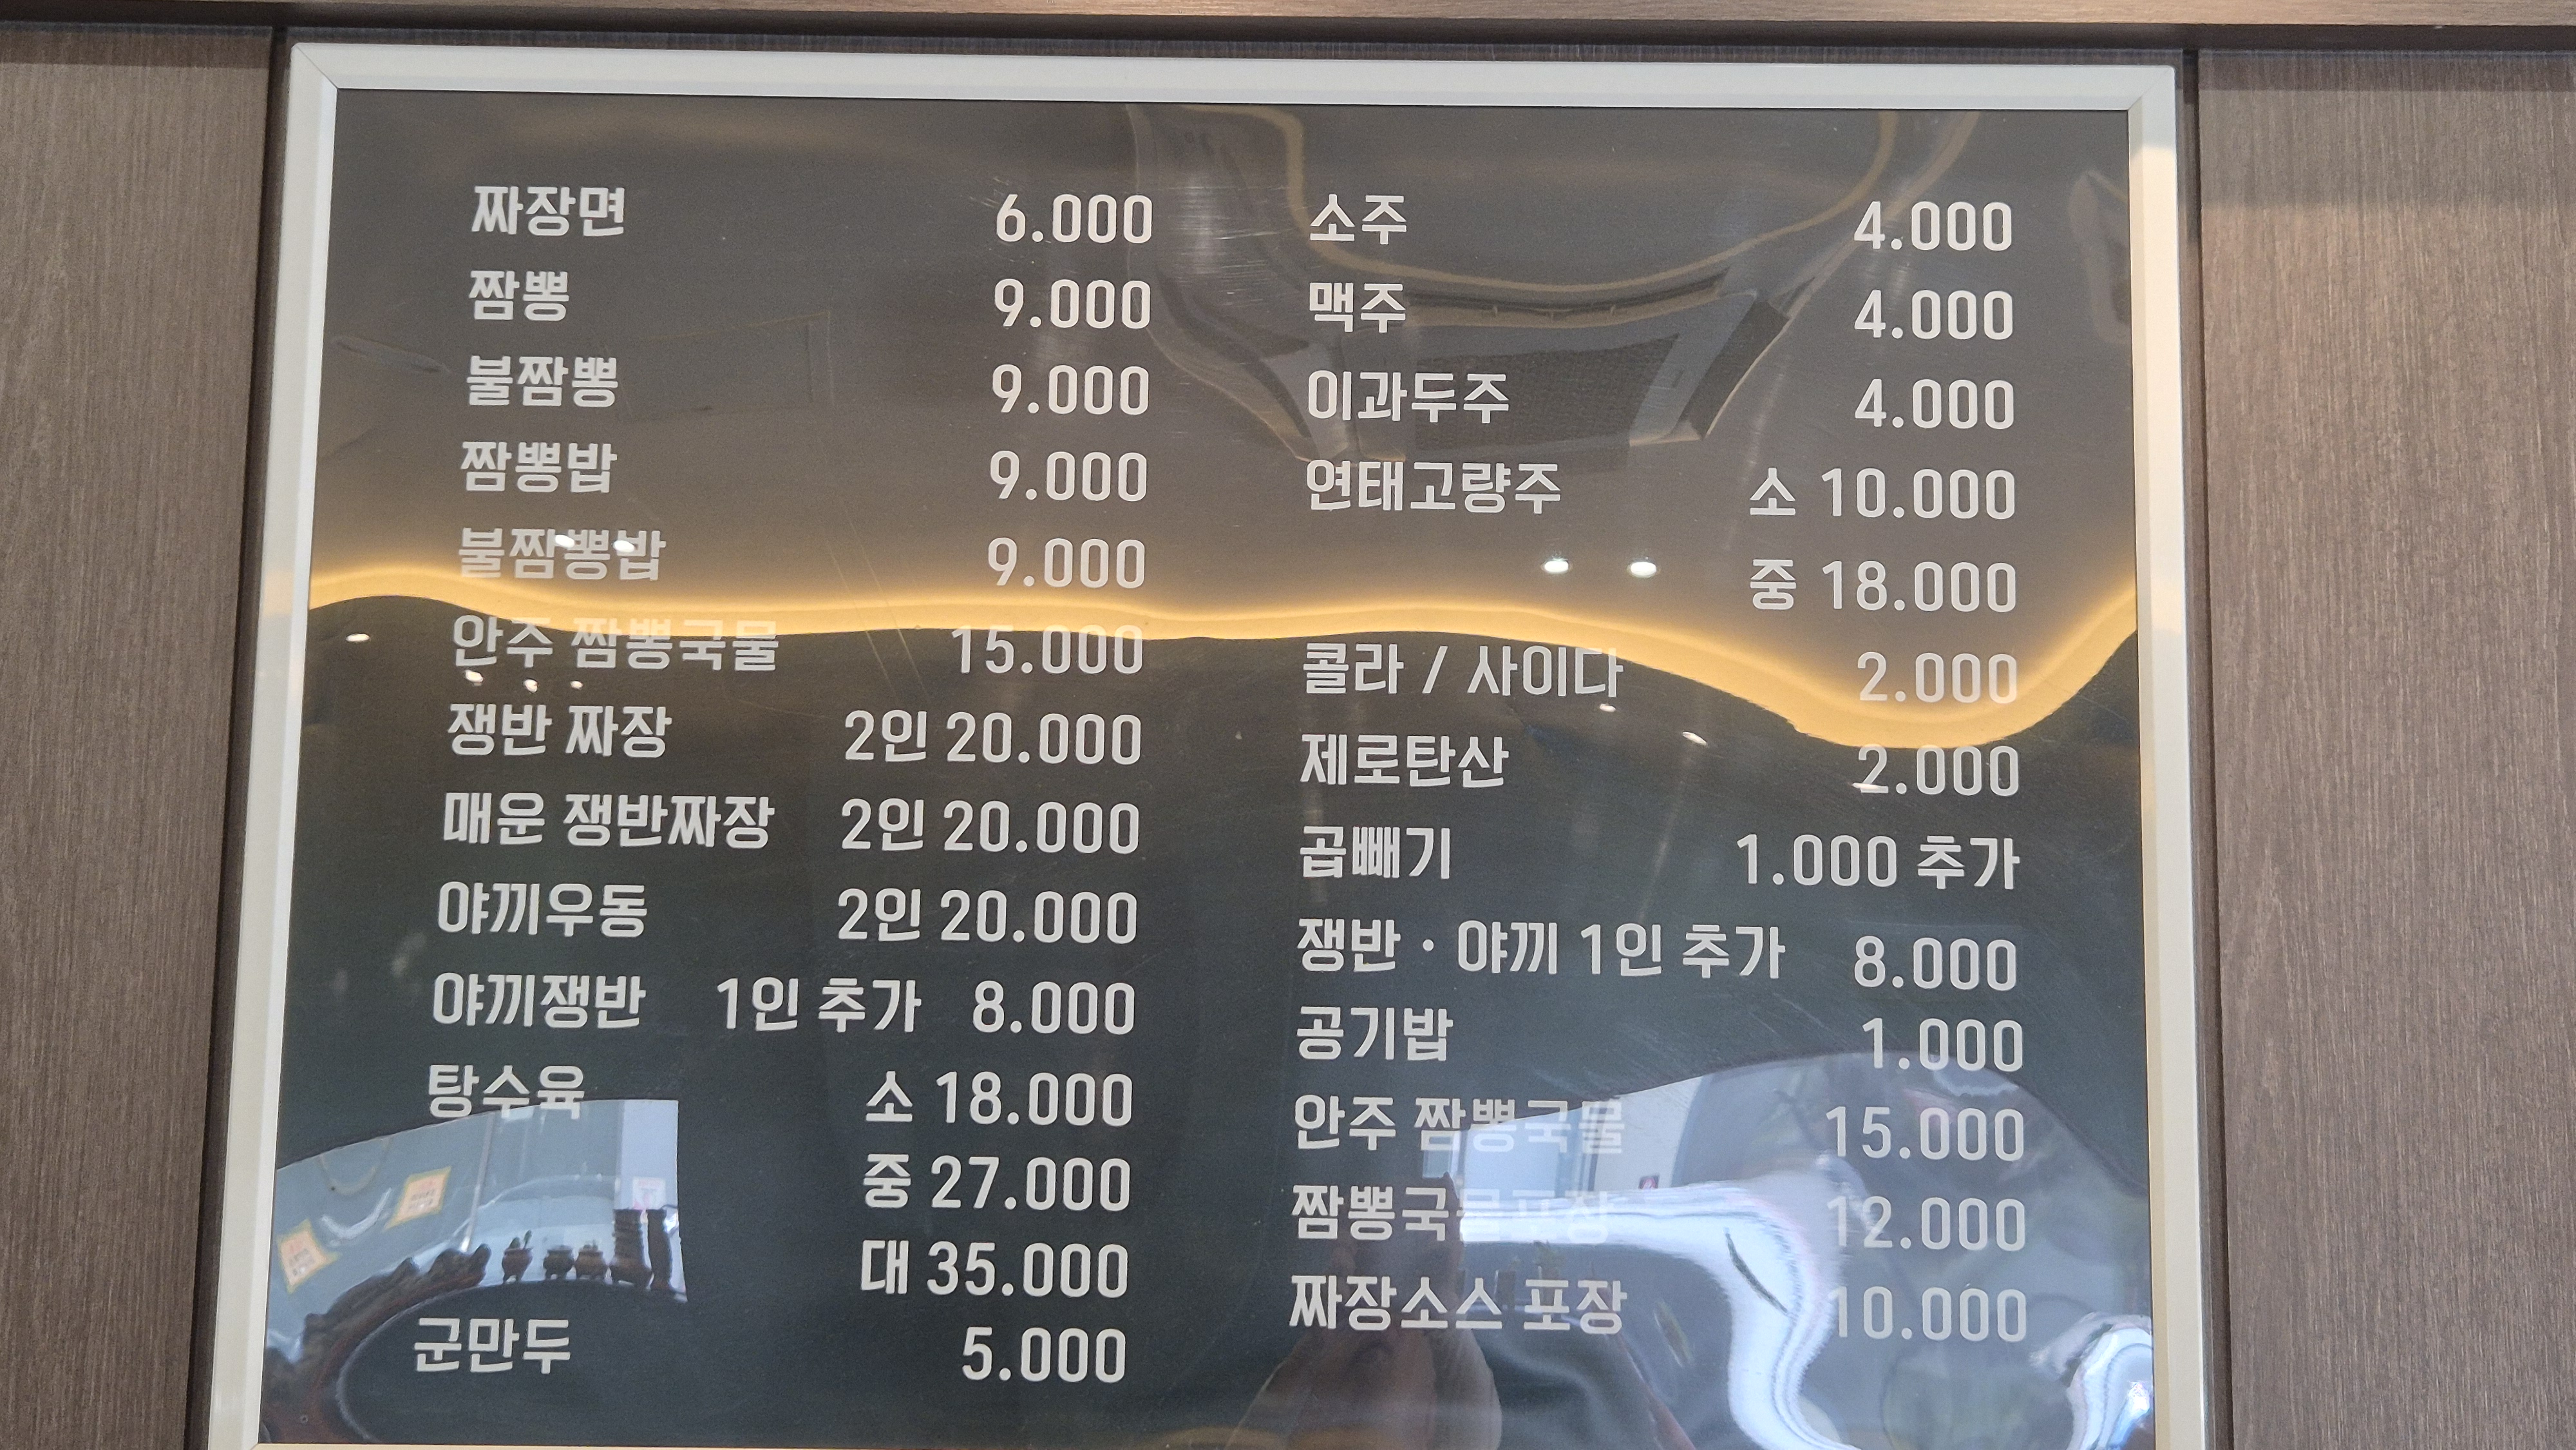 짜장면 6.000
짬뽕 9.000
불짬뽕 9.000
짬뽕밥 9.000
불짬뽕밥 9.000
안주 짬뽕국물 15.000
쟁반 짜장 2인 20.000
매운 쟁반짜장 2인 20.000
야끼우동 2인 20.000
야끼쟁반 1인 추가 8.000
탕수육 소 18.000
중 27.000
대 35.000
군만두 5.000
소주 4.000
맥주 4.000
이과두주 4.000
연태고량주 소 10.000
중 18.000
콜라 / 사이다 2.000
제로탄산 2.000
곱빼기 1.000 추가
쟁반 · 야끼 1인 추가 8.000
공기밥 1.000
안주 짬뽕국물 15.000
짬뽕국물포장 12.000
짜장소스 포장 10.000